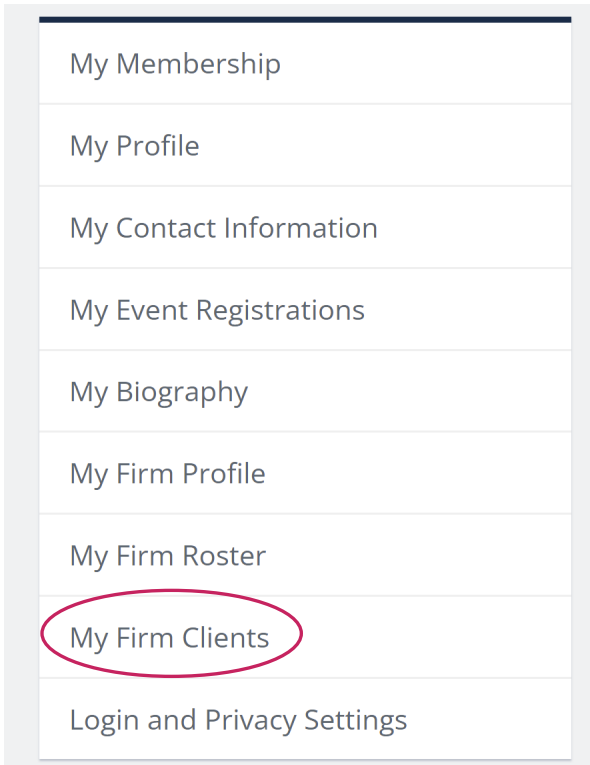 My Membership
My Profile
My Contact Information
My Event Registrations
My Biography
My Firm Profile
My Firm Roster
My Firm Clients
Login and Privacy Settings